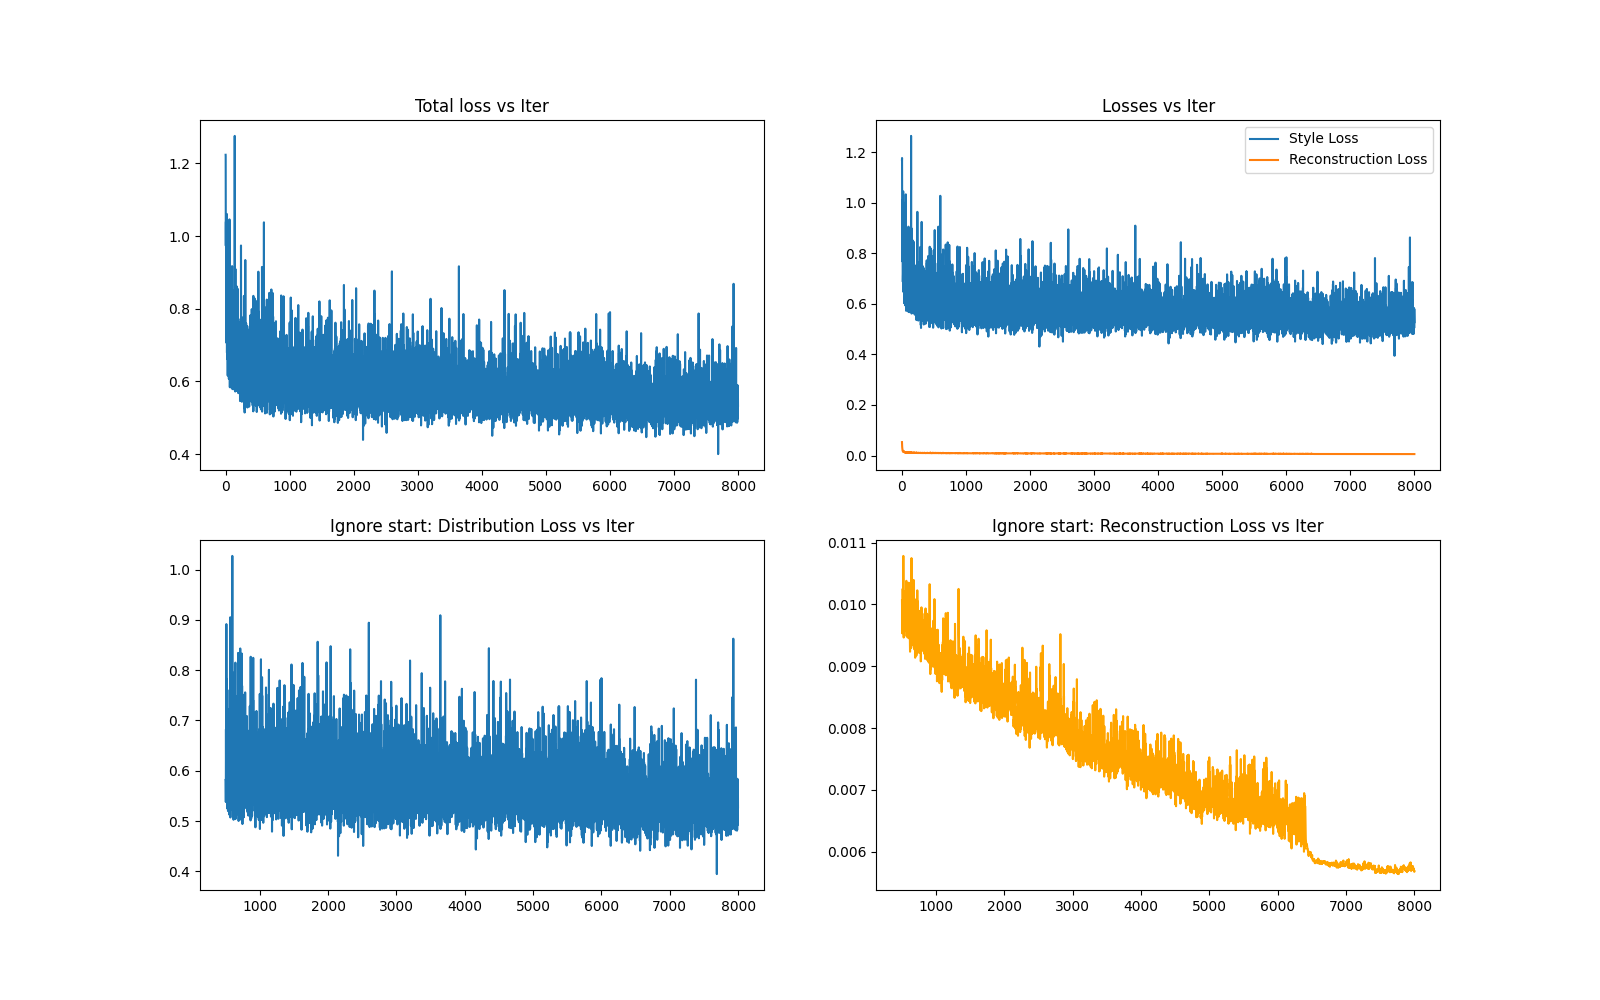 Total loss vs Iter
1.2
1.0
0.8
0.6
0.4
0 1000 2000 3000 4000 5000 6000 7000 8000
Losses vs Iter
Style Loss
Reconstruction Loss
1.2
1.0
0.8
0.6
0.4
0.2
0.0
0 1000 2000 3000 4000 5000 6000 7000 8000
Ignore start: Distribution Loss vs Iter
1.0
0.9
0.8
0.7
0.6
0.5
0.4
1000 2000 3000 4000 5000 6000 7000 8000
Ignore start: Reconstruction Loss vs Iter
0.011
0.010
0.009
0.008
0.007
0.006
1000 2000 3000 4000 5000 6000 7000 8000